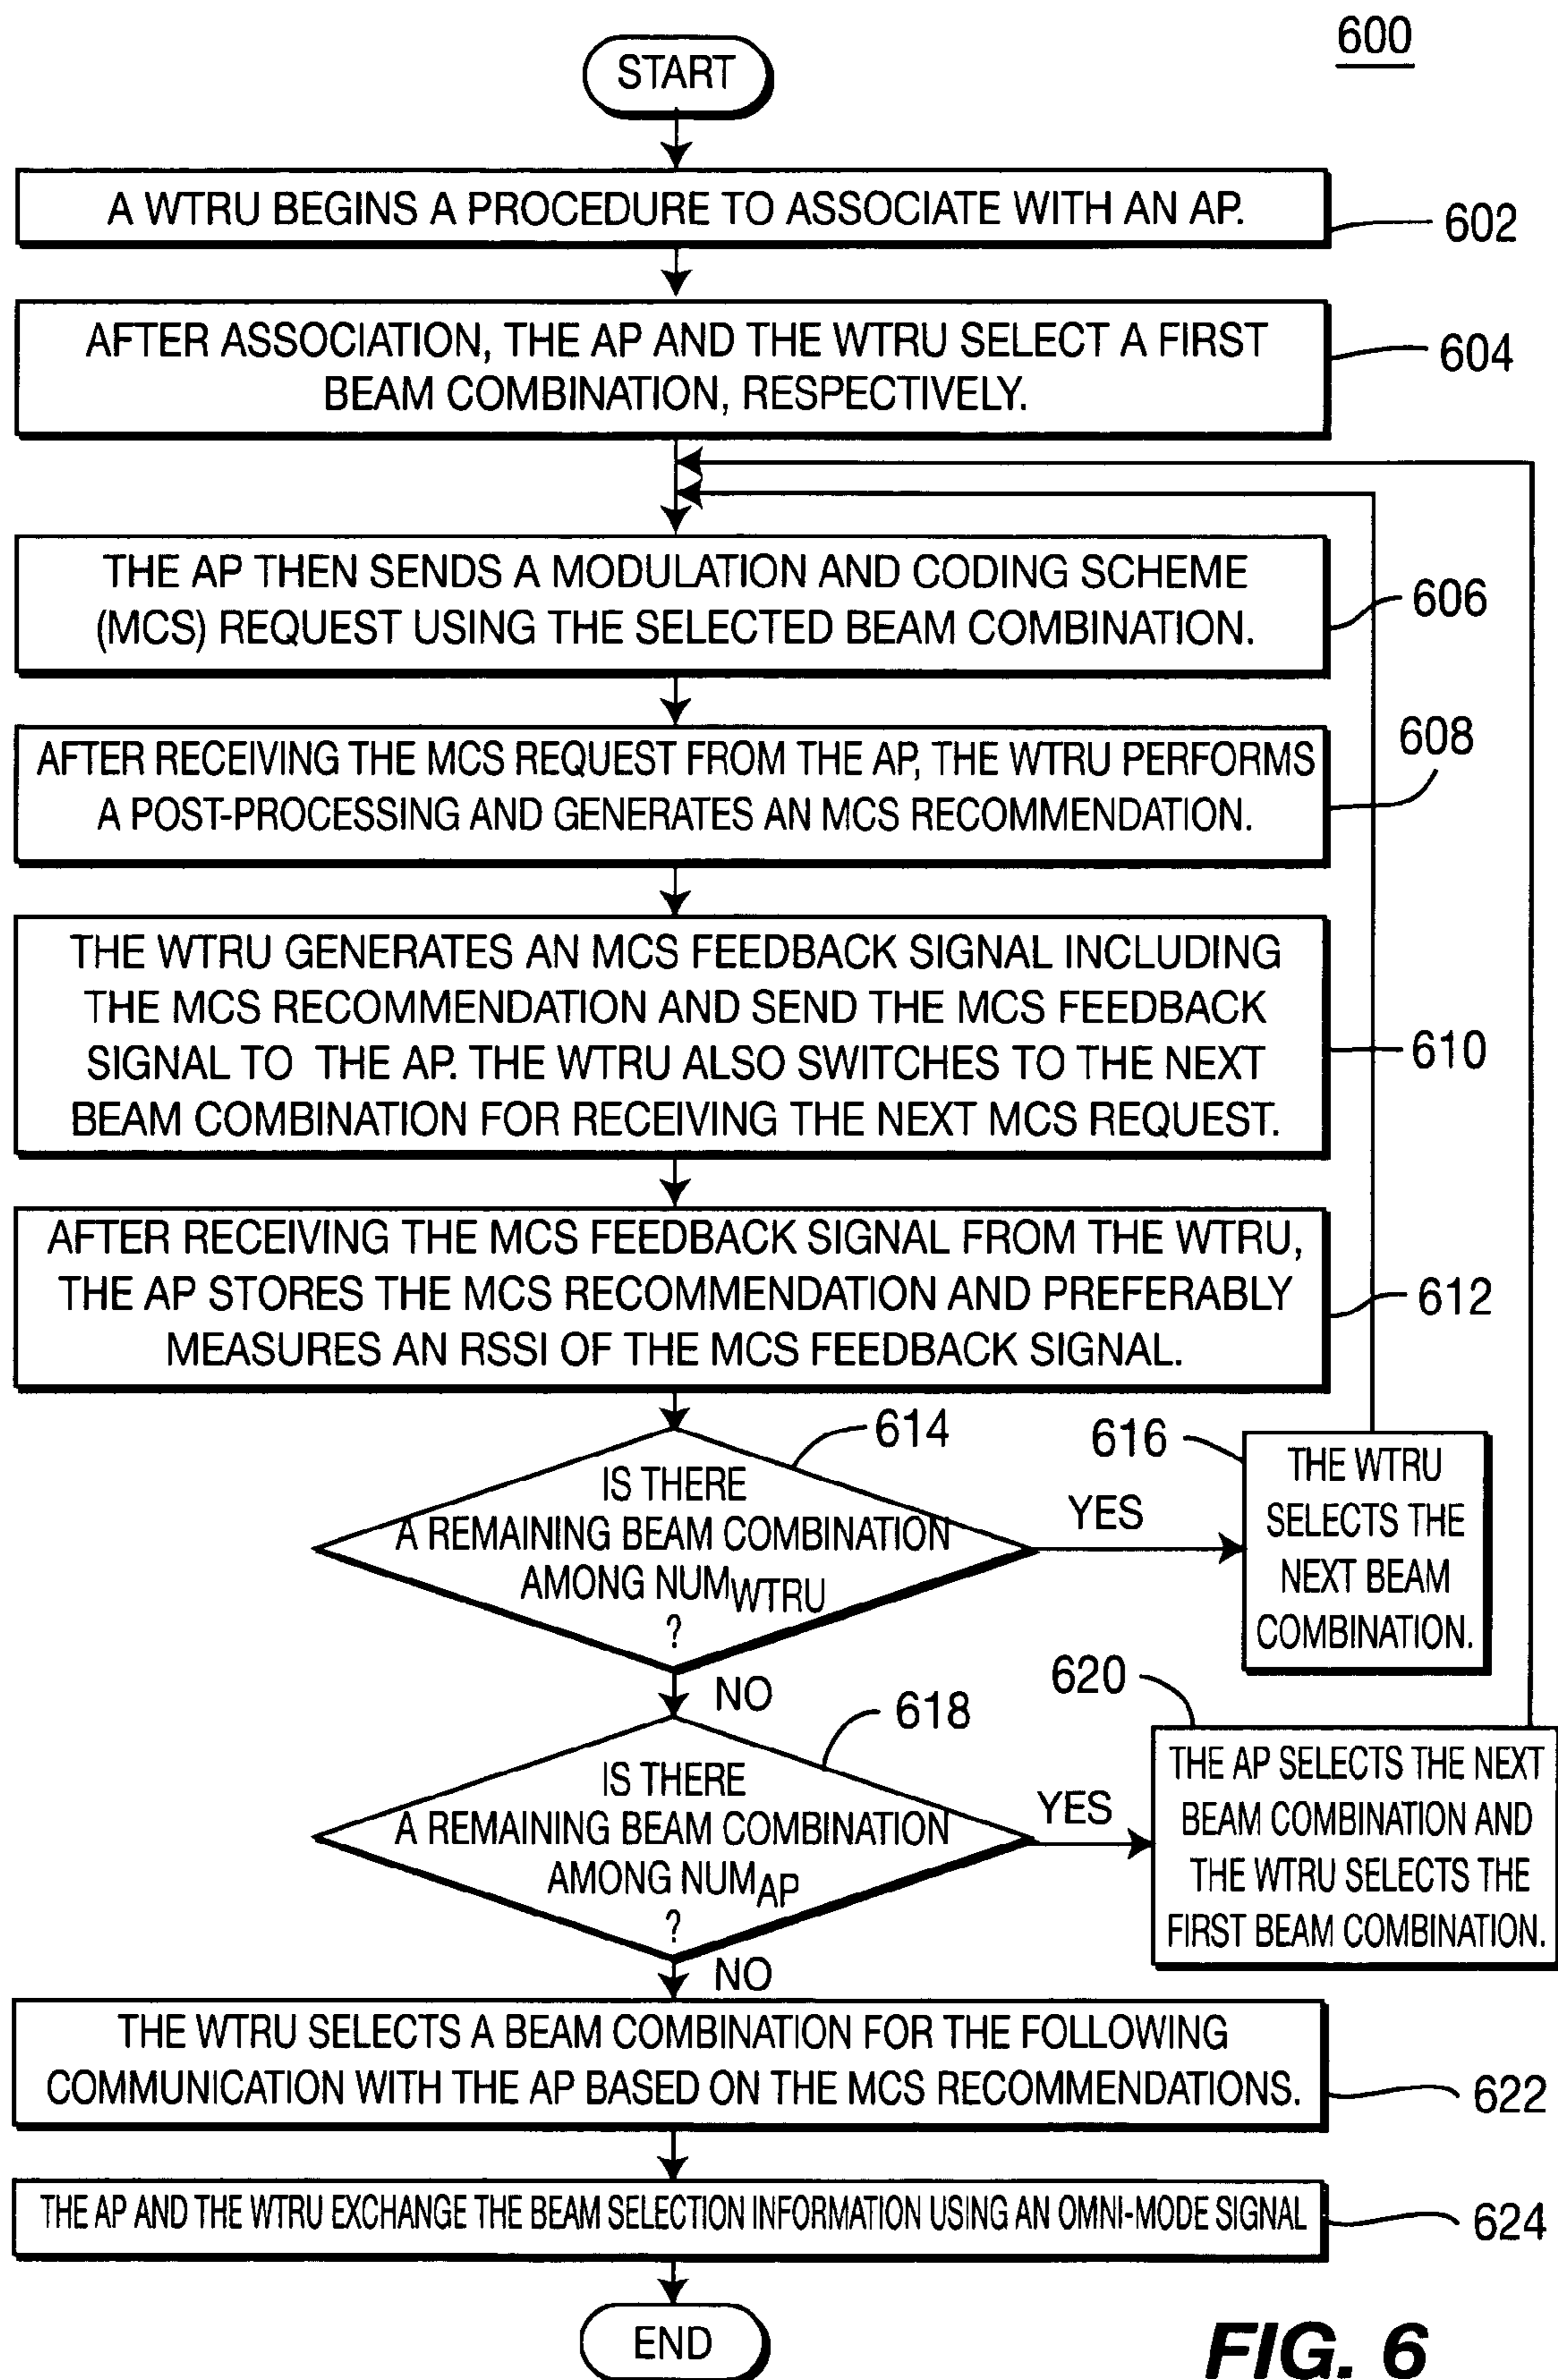 600
START
A WTRU BEGINS A PROCEDURE TO ASSOCIATE WITH AN AP.
602
AFTER ASSOCIATION, THE AP AND THE WTRU SELECT A FIRST
BEAM COMBINATION, RESPECTIVELY.
604
THE AP THEN SENDS A MODULATION AND CODING SCHEME
(MCS) REQUEST USING THE SELECTED BEAM COMBINATION.
606
AFTER RECEIVING THE MCS REQUEST FROM THE AP, THE WTRU PERFORMS
A POST-PROCESSING AND GENERATES AN MCS RECOMMENDATION.
608
THE WTRU GENERATES AN MCS FEEDBACK SIGNAL INCLUDING
THE MCS RECOMMENDATION AND SEND THE MCS FEEDBACK
SIGNAL TO THE AP. THE WTRU ALSO SWITCHES TO THE NEXT
BEAM COMBINATION FOR RECEIVING THE NEXT MCS REQUEST.
610
AFTER RECEIVING THE MCS FEEDBACK SIGNAL FROM THE WTRU,
THE AP STORES THE MCS RECOMMENDATION AND PREFERABLY
MEASURES AN RSSI OF THE MCS FEEDBACK SIGNAL.
612
IS THERE
A REMAINING BEAM COMBINATION
AMONG NUMWTRU
?
614
YES
616
THE WTRU
SELECTS THE
NEXT BEAM
COMBINATION.
NO
IS THERE
A REMAINING BEAM COMBINATION
AMONG NUMAP
?
618
YES
620
THE AP SELECTS THE NEXT
BEAM COMBINATION AND
THE WTRU SELECTS THE
FIRST BEAM COMBINATION.
NO
THE WTRU SELECTS A BEAM COMBINATION FOR THE FOLLOWING
COMMUNICATION WITH THE AP BASED ON THE MCS RECOMMENDATIONS.
622
THE AP AND THE WTRU EXCHANGE THE BEAM SELECTION INFORMATION USING AN OMNI-MODE SIGNAL
624
END
FIG. 6